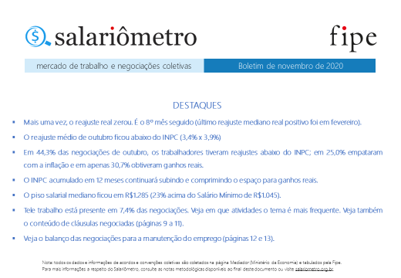 salariômetro
fipe
mercado de trabalho e negociações coletivas
Boletim de novembro de 2020
DESTAQUES
Mais uma vez, o reajuste real zerou. É o 8º mês seguido (último reajuste mediano real positivo foi em fevereiro).
O reajuste médio de outubro ficou abaixo do INPC (3,4% x 3,9%)
Em 44,3% das negociações de outubro, os trabalhadores tiveram reajustes abaixo do INPC; em 25,0% empataram
com a inflação e em apenas 30,7% obtiveram ganhos reais.
O INPC acumulado em 12 meses continuará subindo e comprimindo o espaço para ganhos reais.
O piso salarial mediano ficou em R$1.285 (23% acima do Salário Mínimo de R$1.045).
Tele trabalho está presente em 7,4% das negociações. Veja em que atividades o tema é mais frequente. Veja também
o conteúdo de cláusulas negociadas (páginas 9 a 11).
Veja o balanço das negociações para a manutenção do emprego (páginas 12 e 13).
Nota: todos os dados e informações de acordos e convenções coletivas são coletados na página Mediador (Ministério da Economia) e tabulados pela Fipe.
Para mais informações a respeito do Salariômetro, consulte as notas metodológicas disponíveis ao final deste documento ou visite salariometro.org.br.